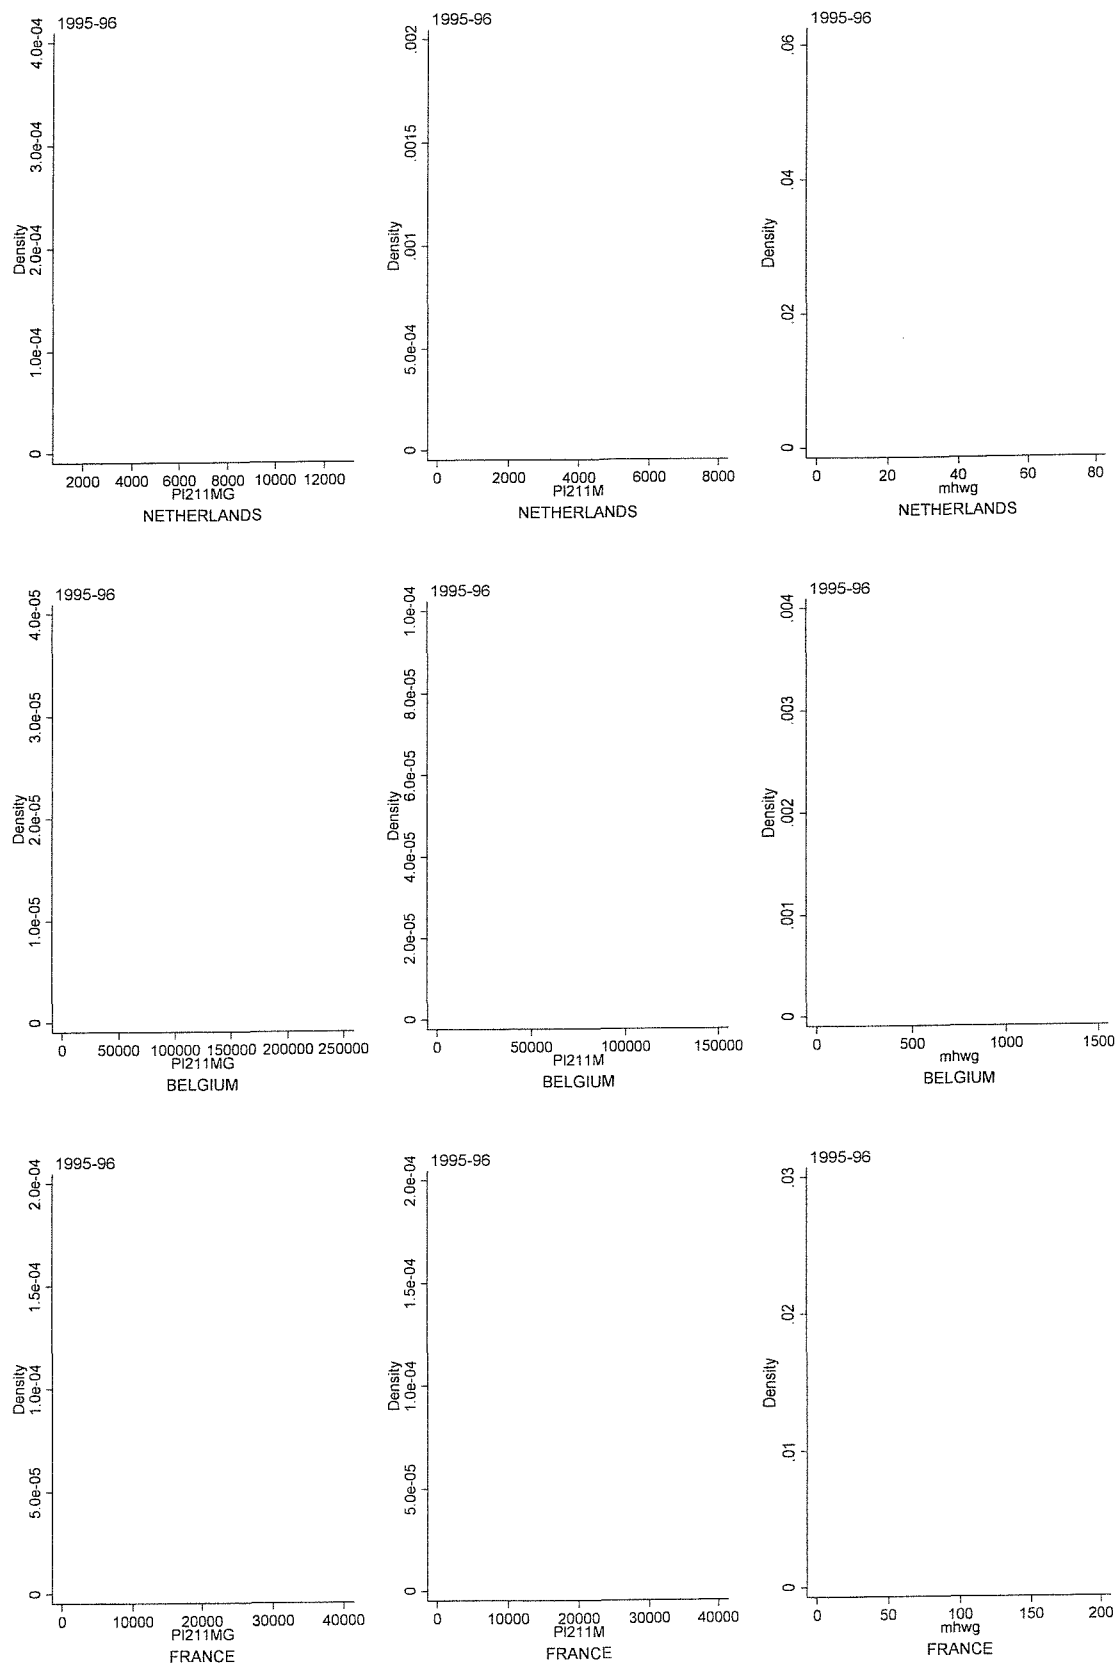 1995-96
4.0e-04
3.0e-04
Density
2.0e-04
1.0e-04
0
2000 4000 6000 8000 10000 12000
PI211MG
NETHERLANDS
1995-96
.002
.0015
Density
.001
5.0e-04
0
0 2000 4000 6000 8000
PI211M
NETHERLANDS
1995-96
.06
.04
Density
.02
0
0 20 40 60 80
mhwg
NETHERLANDS
1995-96
4.0e-05
3.0e-05
Density
2.0e-05
1.0e-05
0
0 50000 100000 150000 200000 250000
PI211MG
BELGIUM
1995-96
1.0e-04
8.0e-05
6.0e-05
Density
4.0e-05
2.0e-05
0
0 50000 100000 150000
PI211M
BELGIUM
1995-96
.004
.003
Density
.002
.001
0
0 500 1000 1500
mhwg
BELGIUM
1995-96
2.0e-04
1.5e-04
Density
1.0e-04
5.0e-05
0
0 10000 20000 30000 40000
PI211MG
FRANCE
1995-96
2.0e-04
1.5e-04
Density
1.0e-04
5.0e-05
0
0 10000 20000 30000 40000
PI211M
FRANCE
1995-96
.03
.02
Density
.01
0
0 50 100 150 200
mhwg
FRANCE